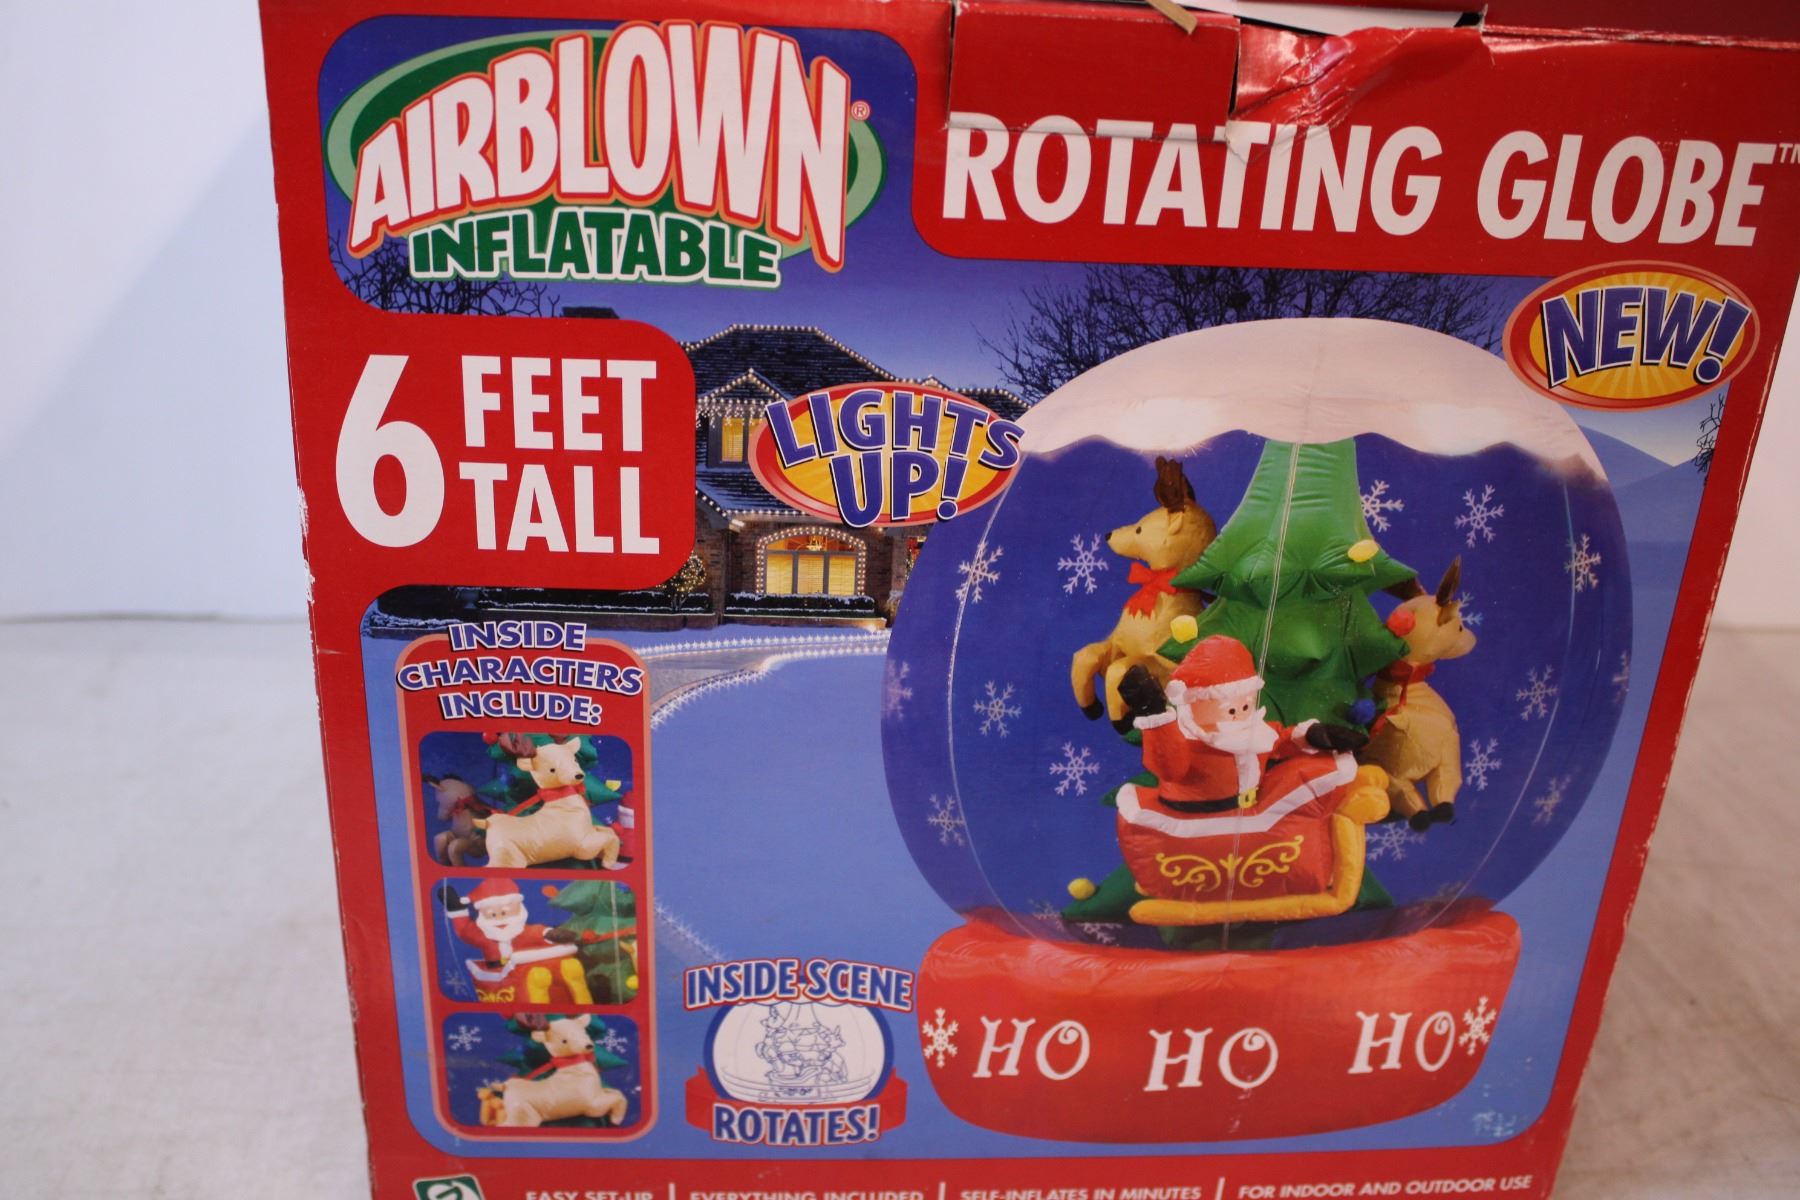 AIRBLOWN®
INFLATABLE
ROTATING GLOBE™
NEW!
6 FEET
TALL
LIGHTS
UP!
INSIDE
CHARACTERS
INCLUDE:
INSIDE SCENE
ROTATES!
HO HO HO
EASY SET-UP | EVERYTHING INCLUDED | SELF-INFLATES IN MINUTES | FOR INDOOR AND OUTDOOR USE